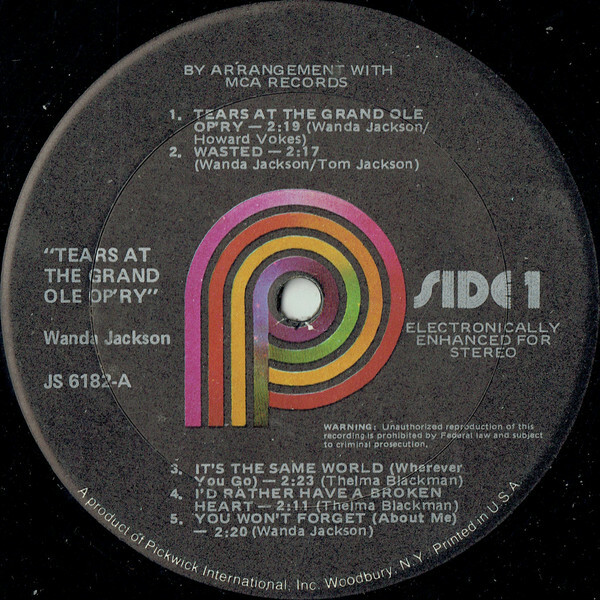 BY ARRANGEMENT WITH
MCA RECORDS
1. TEARS AT THE GRAND OLE
OP'RY — 2:19 (Wanda Jackson/
Howard Vokes)
2. WASTED — 2:17
(Wanda Jackson/Tom Jackson)
"TEARS AT
THE GRAND
OLE OP'RY"
Wanda Jackson
JS 6182-A
SIDE 1
ELECTRONICALLY
ENHANCED FOR
STEREO
WARNING: Unauthorized reproduction of this
recording is prohibited by Federal law and subject
to criminal prosecution.
3. IT'S THE SAME WORLD (Wherever
You Go) — 2:23 (Thelma Blackman)
4. I'D RATHER HAVE A BROKEN
HEART — 2:11 (Thelma Blackman)
5. YOU WON'T FORGET (About Me)
— 2:20 (Wanda Jackson)
A product of Pickwick International, Inc. Woodbury, N.Y. Printed in U.S.A.